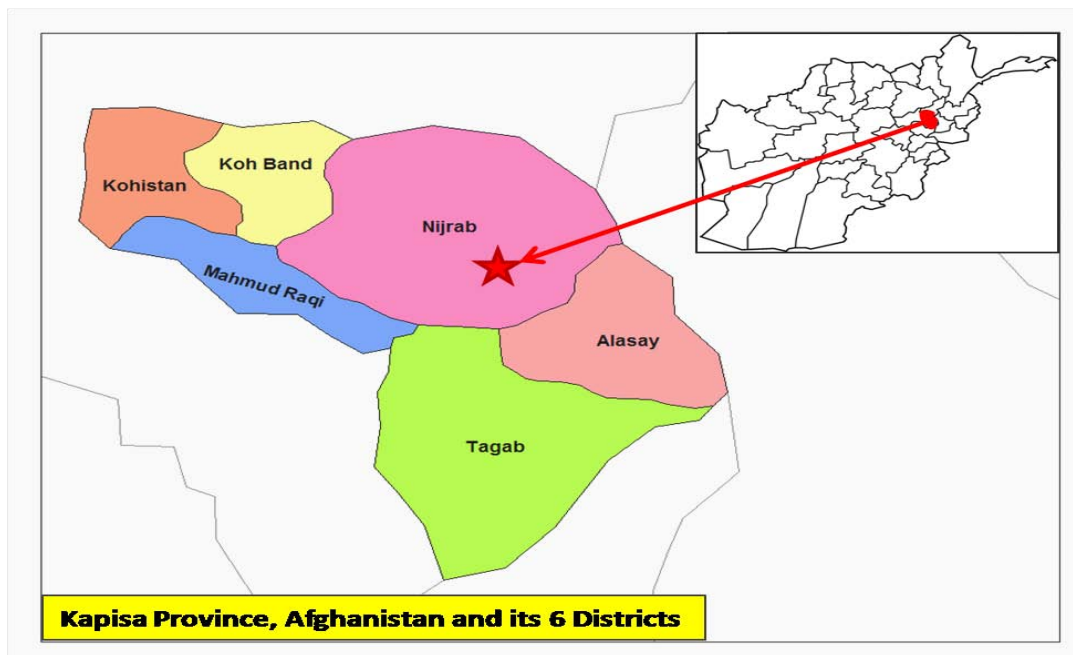 Koh Band
Kohistan
Nijrab
Mahmud Raqi
Alasay
Tagab
Kapisa Province, Afghanistan and its 6 Districts